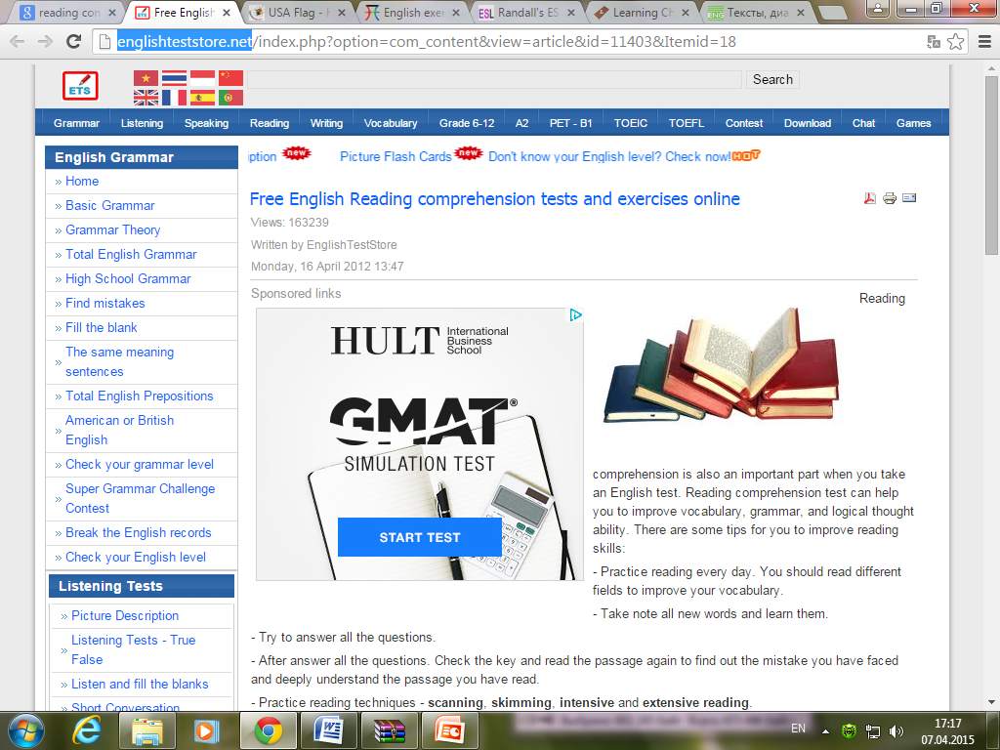 reading con
Free English
USA Flag - H
English exer
Randall's ES
Learning Ch
Тексты, диа
englishteststore.net/index.php?option=com_content&view=article&id=11403&Itemid=18
ETS
Search
Grammar Listening Speaking Reading Writing Vocabulary Grade 6-12 A2 PET - B1 TOEIC TOEFL Contest Download Chat Games
English Grammar
» Home
» Basic Grammar
» Grammar Theory
» Total English Grammar
» High School Grammar
» Find mistakes
» Fill the blank
» The same meaning
sentences
» Total English Prepositions
» American or British
English
» Check your grammar level
» Super Grammar Challenge
Contest
» Break the English records
» Check your English level
Listening Tests
» Picture Description
» Listening Tests - True
False
» Listen and fill the blanks
» Short Conversation
ption new Picture Flash Cards new Don't know your English level? Check now! HOT
Free English Reading comprehension tests and exercises online
Views: 163239
Written by EnglishTestStore
Monday, 16 April 2012 13:47
Sponsored links
HULT International
Business
School
GMAT®
SIMULATION TEST
START TEST
Reading
comprehension is also an important part when you take
an English test. Reading comprehension test can help
you to improve vocabulary, grammar, and logical thought
ability. There are some tips for you to improve reading
skills:
- Practice reading every day. You should read different
fields to improve your vocabulary.
- Take note all new words and learn them.
- Try to answer all the questions.
- After answer all the questions. Check the key and read the passage again to find out the mistake you have faced
and deeply understand the passage you have read.
- Practice reading techniques - scanning, skimming, intensive and extensive reading.
EN
17:17
07.04.2015